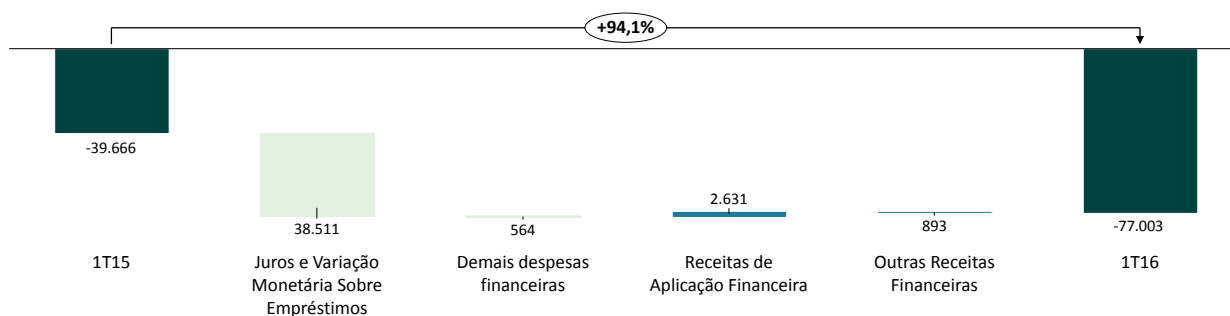 +94,1%
-39.666
38.511
564
2.631
893
-77.003
1T15
Juros e Variação
Monetária Sobre
Empréstimos
Demais despesas
financeiras
Receitas de
Aplicação Financeira
Outras Receitas
Financeiras
1T16